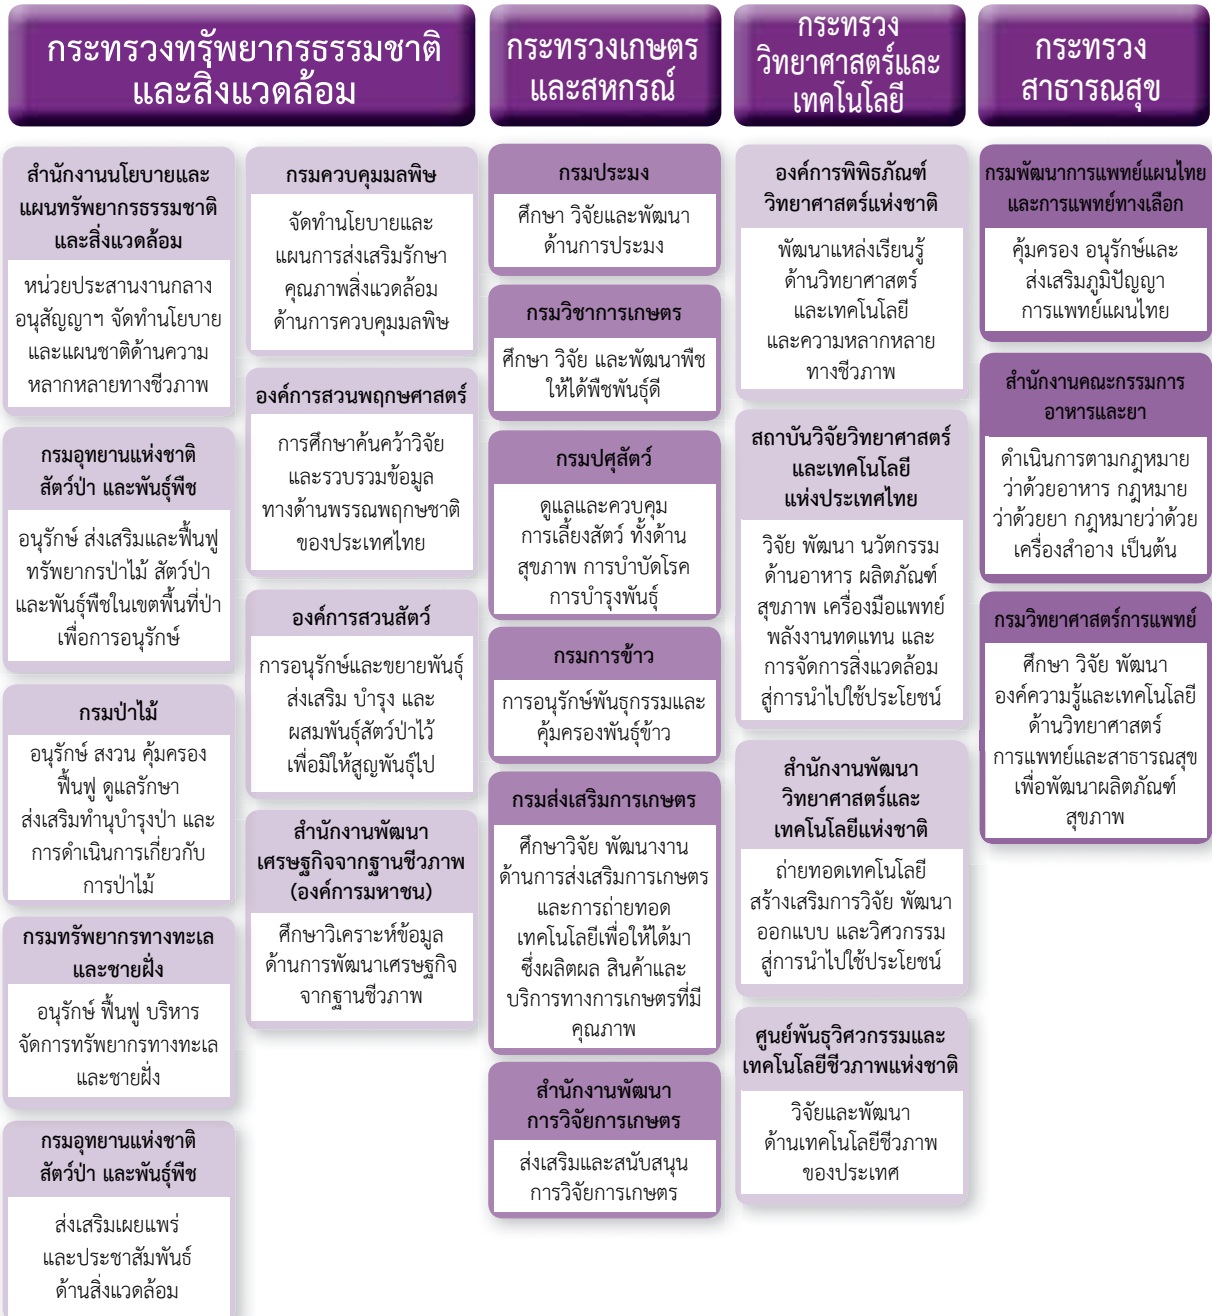 กระทรวงทรัพยากรธรรมชาติ
และสิ่งแวดล้อม
สำนักงานนโยบายและ
แผนทรัพยากรธรรมชาติ
และสิ่งแวดล้อม
หน่วยประสานงานกลาง
อนุสัญญาฯ จัดทำนโยบาย
และแผนชาติด้านความ
หลากหลายทางชีวภาพ
กรมอุทยานแห่งชาติ
สัตว์ป่า และพันธุ์พืช
อนุรักษ์ ส่งเสริมและฟื้นฟู
ทรัพยากรป่าไม้ สัตว์ป่า
และพันธุ์พืชในเขตพื้นที่ป่า
เพื่อการอนุรักษ์
กรมป่าไม้
อนุรักษ์ สงวน คุ้มครอง
ฟื้นฟู ดูแลรักษา
ส่งเสริมทำนุบำรุงป่า และ
การดำเนินการเกี่ยวกับ
การป่าไม้
กรมทรัพยากรทางทะเล
และชายฝั่ง
อนุรักษ์ ฟื้นฟู บริหาร
จัดการทรัพยากรทางทะเล
และชายฝั่ง
กรมอุทยานแห่งชาติ
สัตว์ป่า และพันธุ์พืช
ส่งเสริมเผยแพร่
และประชาสัมพันธ์
ด้านสิ่งแวดล้อม
กรมควบคุมมลพิษ
จัดทำนโยบายและ
แผนการส่งเสริมรักษา
คุณภาพสิ่งแวดล้อม
ด้านการควบคุมมลพิษ
องค์การสวนพฤกษศาสตร์
การศึกษาค้นคว้าวิจัย
และรวบรวมข้อมูล
ทางด้านพรรณพฤกษชาติ
ของประเทศไทย
องค์การสวนสัตว์
การอนุรักษ์และขยายพันธุ์
ส่งเสริม บำรุง และ
ผสมพันธุ์สัตว์ป่าไว้
เพื่อมิให้สูญพันธุ์ไป
สำนักงานพัฒนา
เศรษฐกิจจากฐานชีวภาพ
(องค์การมหาชน)
ศึกษาวิเคราะห์ข้อมูล
ด้านการพัฒนาเศรษฐกิจ
จากฐานชีวภาพ
กระทรวงเกษตร
และสหกรณ์
กรมประมง
ศึกษา วิจัยและพัฒนา
ด้านการประมง
กรมวิชาการเกษตร
ศึกษา วิจัย และพัฒนาพืช
ให้ได้พืชพันธุ์ดี
กรมปศุสัตว์
ดูแลและควบคุม
การเลี้ยงสัตว์ ทั้งด้าน
สุขภาพ การบำบัดโรค
การบำรุงพันธุ์
กรมการข้าว
การอนุรักษ์พันธุกรรมและ
คุ้มครองพันธุ์ข้าว
กรมส่งเสริมการเกษตร
ศึกษาวิจัย พัฒนางาน
ด้านการส่งเสริมการเกษตร
และการถ่ายทอด
เทคโนโลยีเพื่อให้ได้มา
ซึ่งผลิตผล สินค้าและ
บริการทางการเกษตรที่มี
คุณภาพ
สำนักงานพัฒนา
การวิจัยการเกษตร
ส่งเสริมและสนับสนุน
การวิจัยการเกษตร
กระทรวง
วิทยาศาสตร์และ
เทคโนโลยี
องค์การพิพิธภัณฑ์
วิทยาศาสตร์แห่งชาติ
พัฒนาแหล่งเรียนรู้
ด้านวิทยาศาสตร์
และเทคโนโลยี
และความหลากหลาย
ทางชีวภาพ
สถาบันวิจัยวิทยาศาสตร์
และเทคโนโลยี
แห่งประเทศไทย
วิจัย พัฒนา นวัตกรรม
ด้านอาหาร ผลิตภัณฑ์
สุขภาพ เครื่องมือแพทย์
พลังงานทดแทน และ
การจัดการสิ่งแวดล้อม
สู่การนำไปใช้ประโยชน์
สำนักงานพัฒนา
วิทยาศาสตร์และ
เทคโนโลยีแห่งชาติ
ถ่ายทอดเทคโนโลยี
สร้างเสริมการวิจัย พัฒนา
ออกแบบ และวิศวกรรม
สู่การนำไปใช้ประโยชน์
ศูนย์พันธุวิศวกรรมและ
เทคโนโลยีชีวภาพแห่งชาติ
วิจัยและพัฒนา
ด้านเทคโนโลยีชีวภาพ
ของประเทศ
กระทรวง
สาธารณสุข
กรมพัฒนาการแพทย์แผนไทย
และการแพทย์ทางเลือก
คุ้มครอง อนุรักษ์และ
ส่งเสริมภูมิปัญญา
การแพทย์แผนไทย
สำนักงานคณะกรรมการ
อาหารและยา
ดำเนินการตามกฎหมาย
ว่าด้วยอาหาร กฎหมาย
ว่าด้วยยา กฎหมายว่าด้วย
เครื่องสำอาง เป็นต้น
กรมวิทยาศาสตร์การแพทย์
ศึกษา วิจัย พัฒนา
องค์ความรู้และเทคโนโลยี
ด้านวิทยาศาสตร์
การแพทย์และสาธารณสุข
เพื่อพัฒนาผลิตภัณฑ์
สุขภาพ